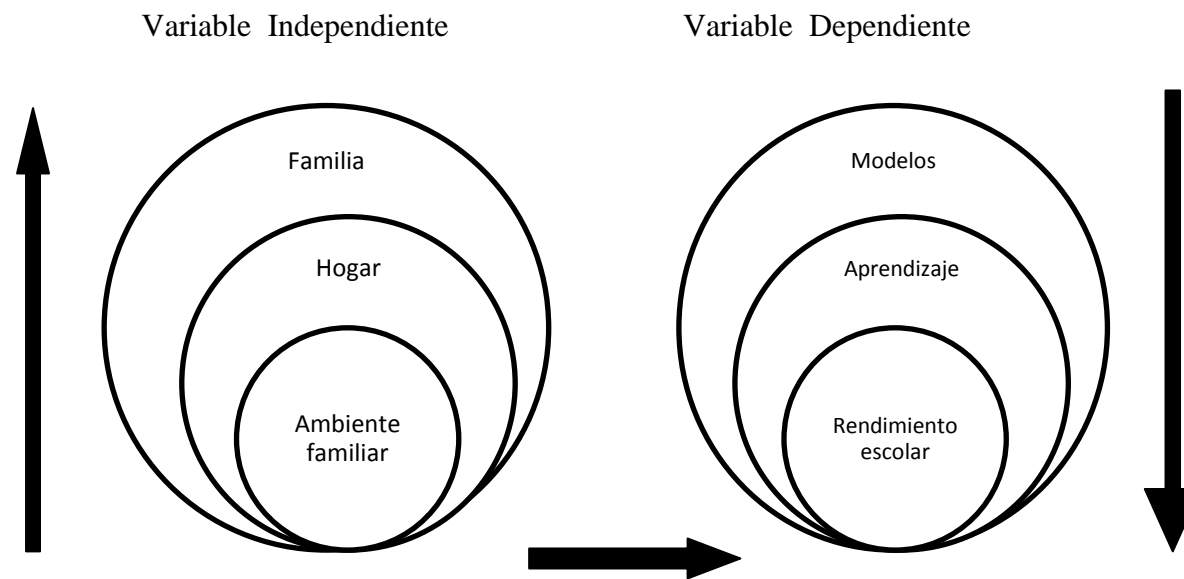 Variable Independiente
Variable Dependiente
Familia
Hogar
Ambiente
familiar
Modelos
Aprendizaje
Rendimiento
escolar